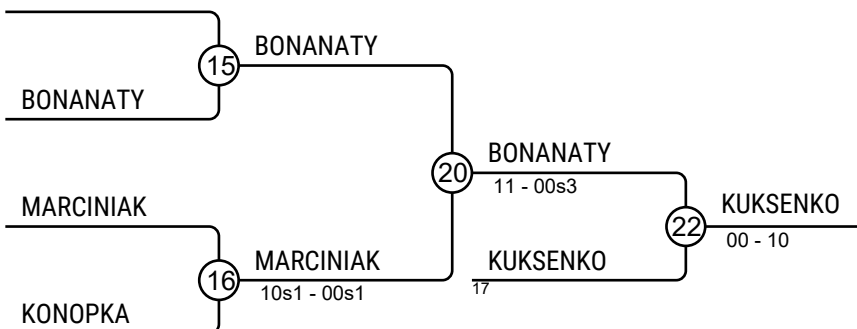 15
BONANATY
BONANATY
20
BONANATY
11 - 00s3
MARCINIAK
22
KUKSENKO
00 - 10
16
MARCINIAK
10s1 - 00s1
KUKSENKO
17
KONOPKA